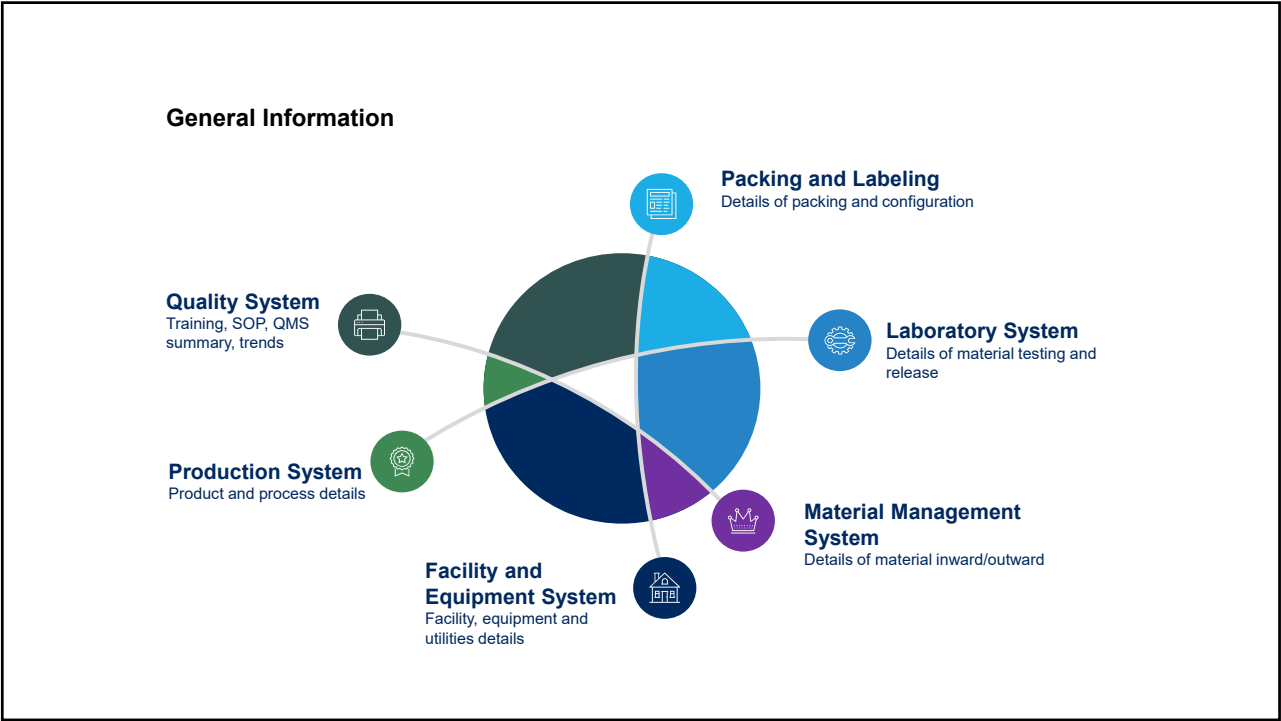 General Information
Packing and Labeling
Details of packing and configuration
Quality System
Training, SOP, QMS
summary, trends
Laboratory System
Details of material testing and
release
Production System
Product and process details
Material Management
System
Details of material inward/outward
Facility and
Equipment System
Facility, equipment and
utilities details